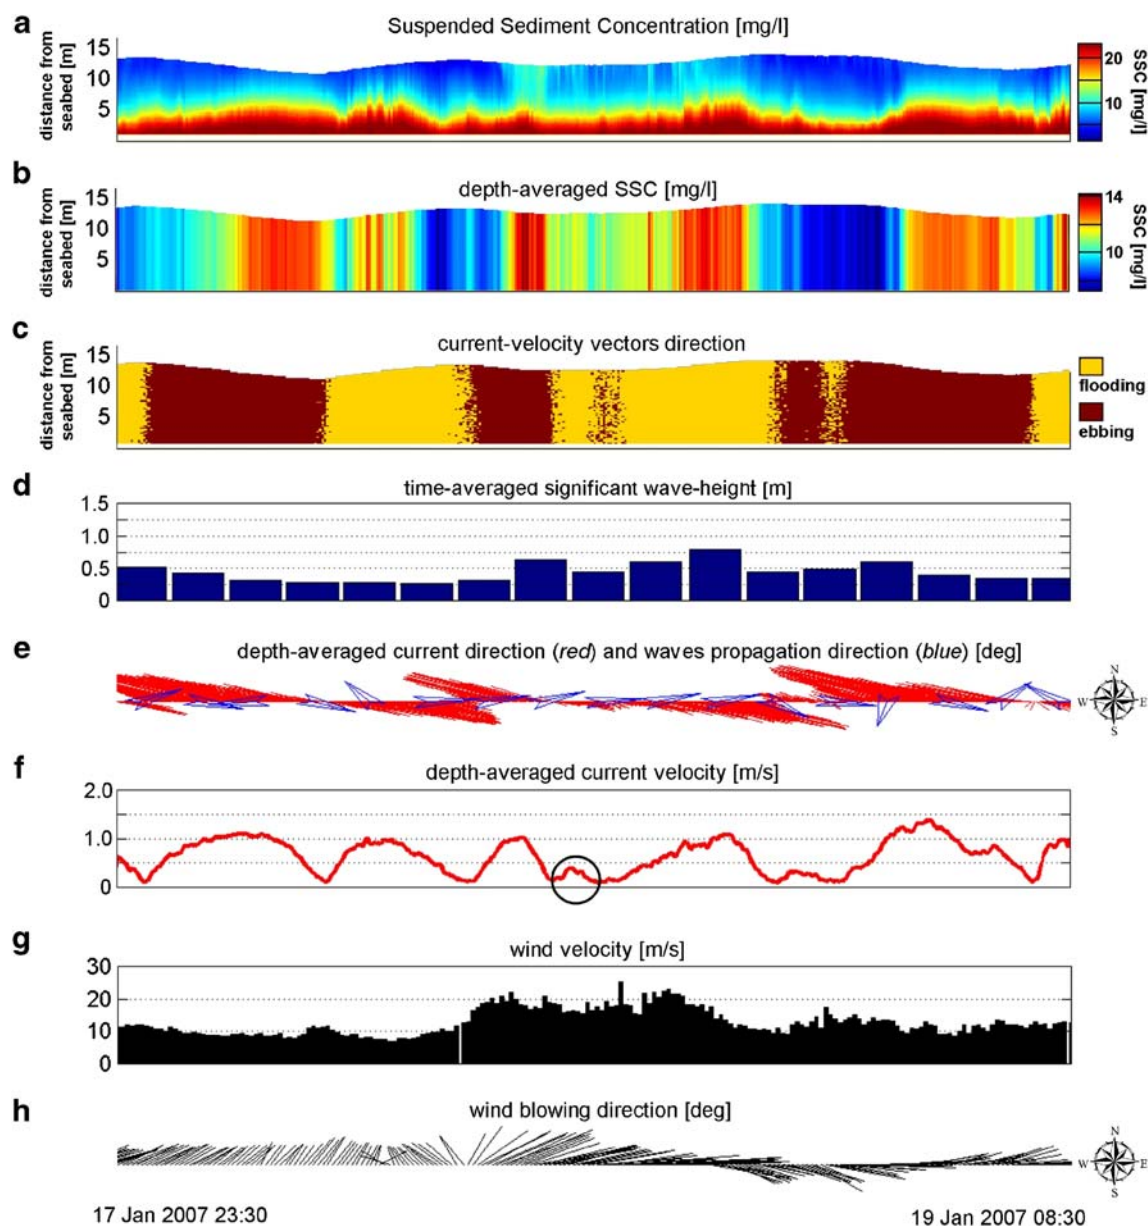 a
Suspended Sediment Concentration [mg/l]
distance from
seabed [m]
15
10
5
20
10
SSC
[mg/l]
b
depth-averaged SSC [mg/l]
distance from
seabed [m]
15
10
5
14
10
SSC [mg/l]
c
current-velocity vectors direction
distance from
seabed [m]
15
10
5
flooding
ebbing
d
time-averaged significant wave-height [m]
1.5
1.0
0.5
0
e
depth-averaged current direction (red) and waves propagation direction (blue) [deg]
N
W E
S
f
depth-averaged current velocity [m/s]
2.0
1.0
0
g
wind velocity [m/s]
30
20
10
0
h
wind blowing direction [deg]
N
W E
S
17 Jan 2007 23:30 19 Jan 2007 08:30